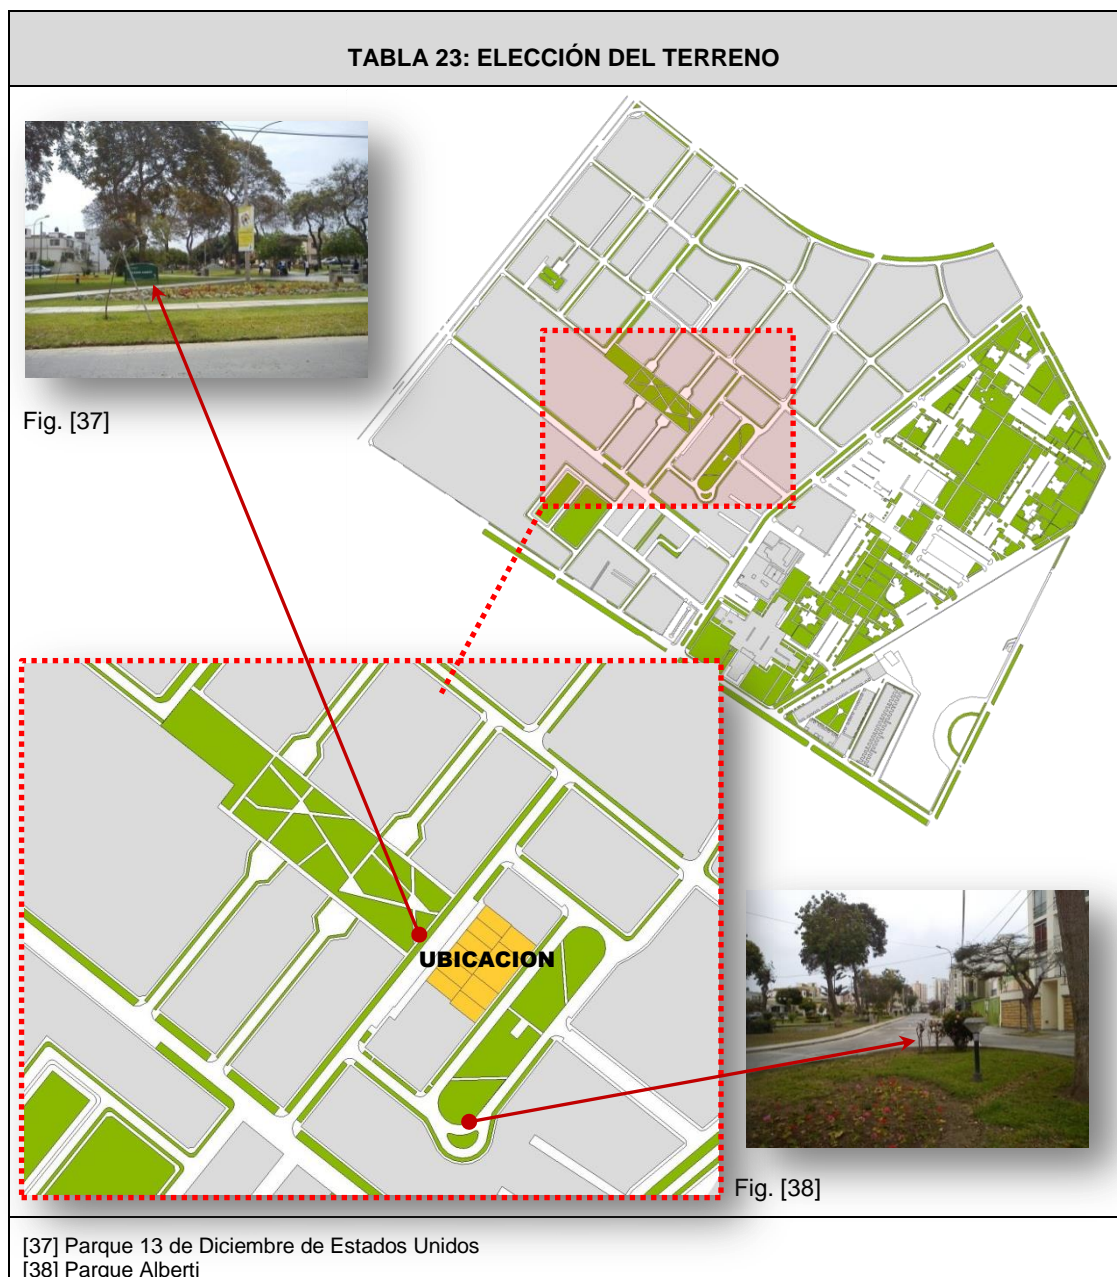 TABLA 23: ELECCIÓN DEL TERRENO
Fig. [37]
UBICACION
Fig. [38]
[37] Parque 13 de Diciembre de Estados Unidos
[38] Parque Alberti